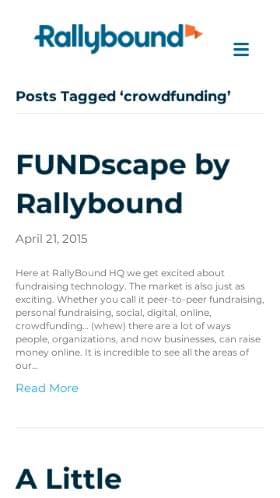 Rallybound
Posts Tagged ‘crowdfunding’
FUNDscape by
Rallybound
April 21, 2015
Here at RallyBound HQ we get excited about
fundraising technology. The market is also just as
exciting. Whether you call it peer-to-peer fundraising,
personal fundraising, social, digital, online,
crowdfunding… (whew) there are a lot of ways
people, organizations, and now businesses, can raise
money online. It is incredible to see all the areas of
our…
Read More
A Little